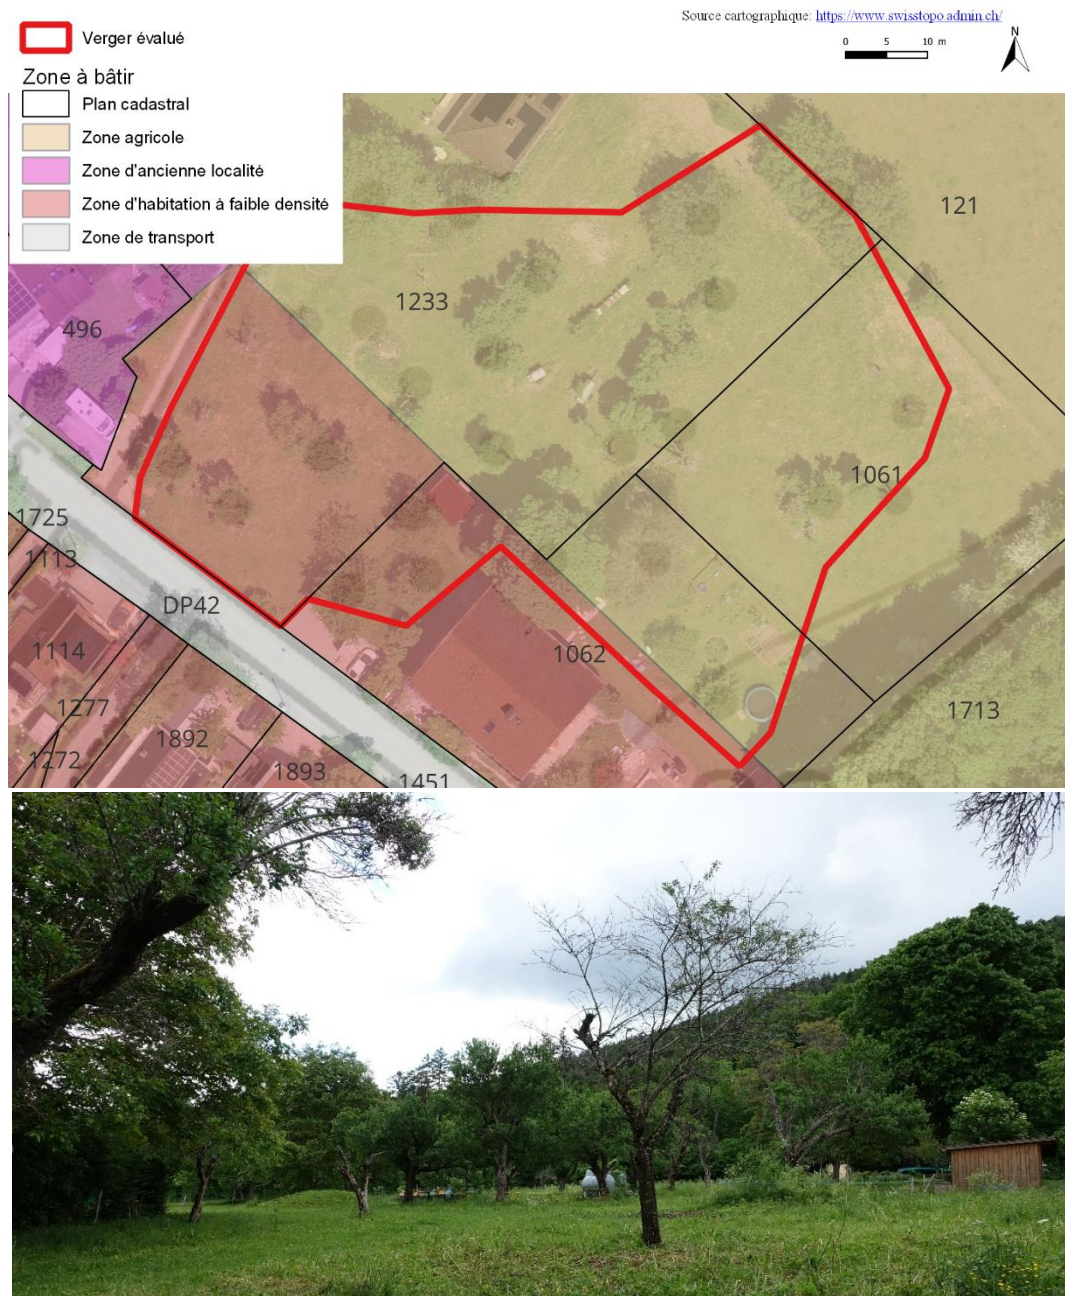 Source cartographique: https://www.swisstopo.admin.ch/
Verger évalué
0 5 10 m
N
Zone à bâtir
Plan cadastral
Zone agricole
Zone d'ancienne localité
Zone d'habitation à faible densité
Zone de transport
121
1233
496
1061
1725
1113
DP42
1114
1062
1277
1713
1892
1272
1893
1451